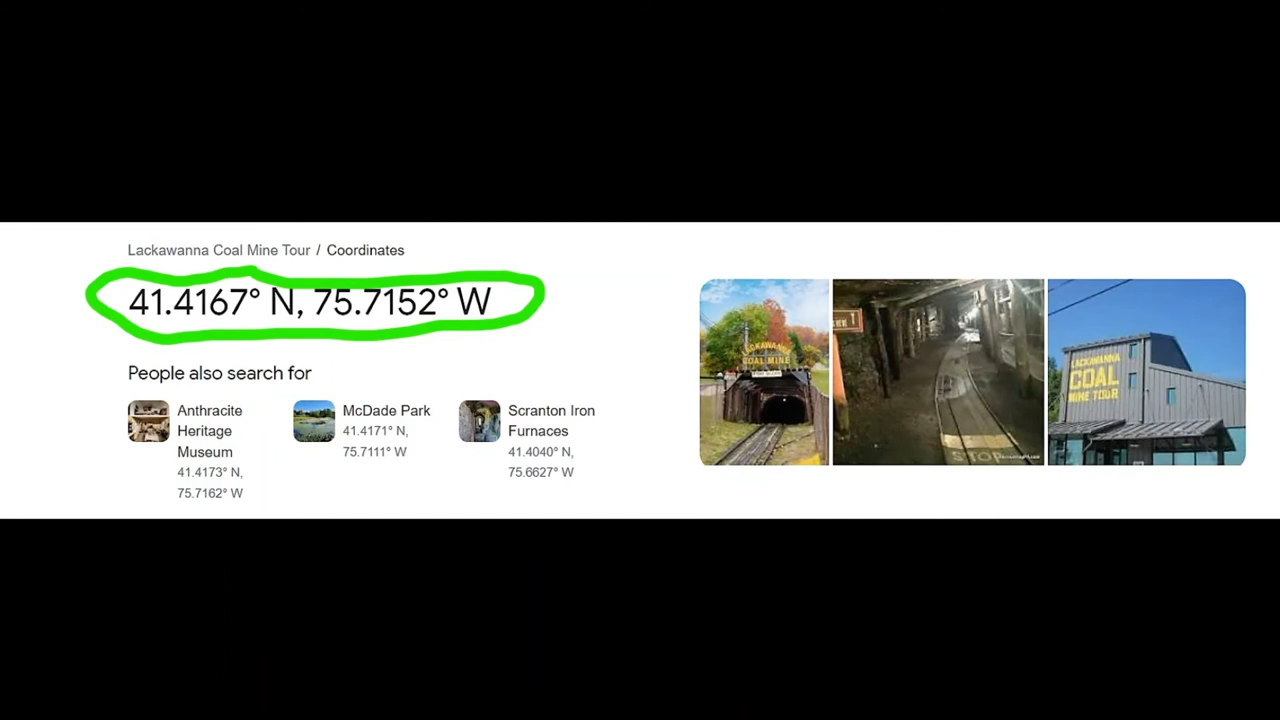 Lackawanna Coal Mine Tour / Coordinates
41.4167° N, 75.7152° W
People also search for
Anthracite
Heritage
Museum
41.4173° N,
75.7162° W
McDade Park
41.4171° N,
75.7111° W
Scranton Iron
Furnaces
41.4040° N,
75.6627° W
LACKAWANNA
COAL MINE
STOP
LACKAWANNA
COAL
MINE TOUR